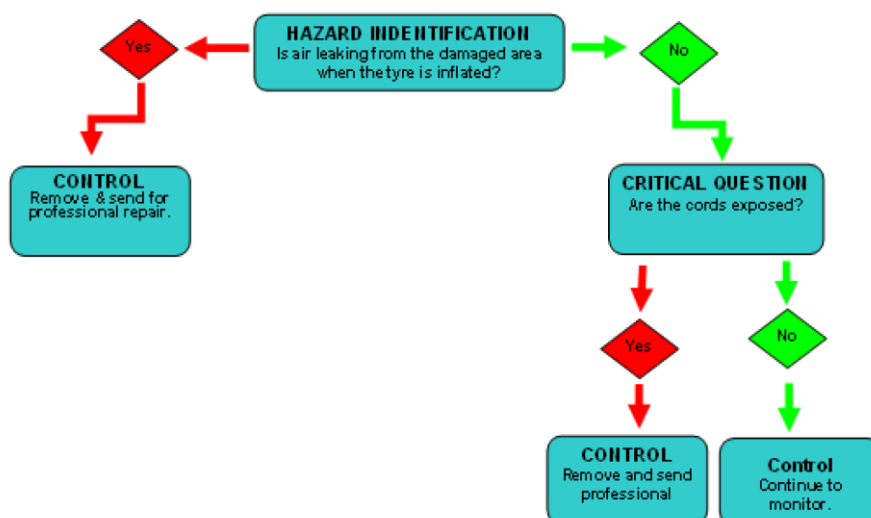 HAZARD INDENTIFICATION
Is air leaking from the damaged area
when the tyre is inflated?
Yes
No
CONTROL
Remove & send for
professional repair.
CRITICAL QUESTION
Are the cords exposed?
Yes
No
CONTROL
Remove and send
professional
Control
Continue to
monitor.